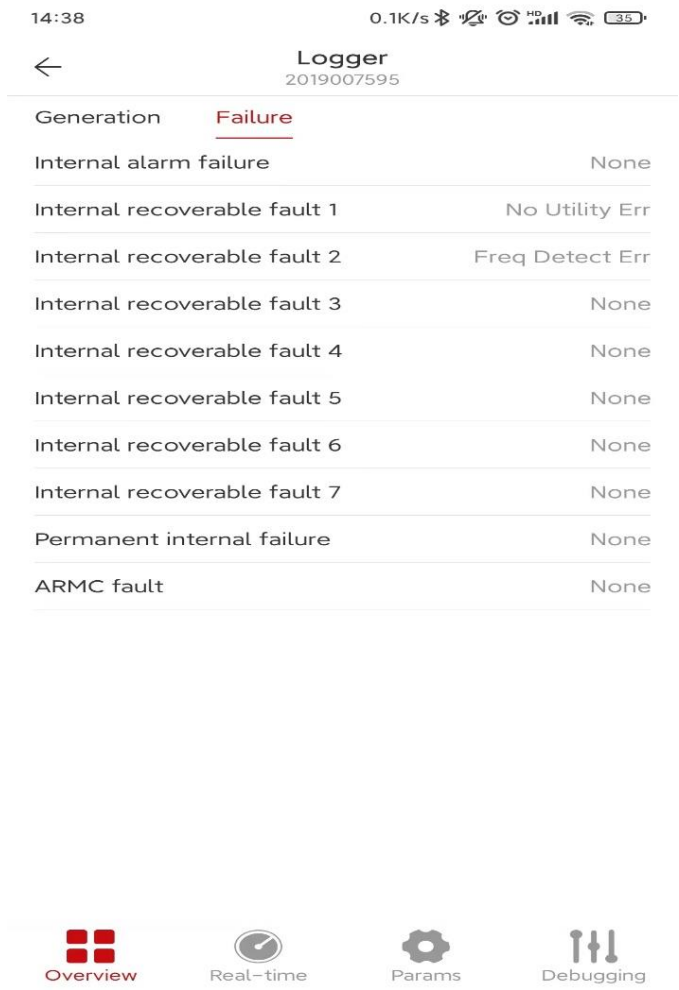 14:38 0.1K/s HD 35
Logger
2019007595
Generation Failure
Internal alarm failure None
Internal recoverable fault 1 No Utility Err
Internal recoverable fault 2 Freq Detect Err
Internal recoverable fault 3 None
Internal recoverable fault 4 None
Internal recoverable fault 5 None
Internal recoverable fault 6 None
Internal recoverable fault 7 None
Permanent internal failure None
ARMC fault None
Overview Real-time Params Debugging